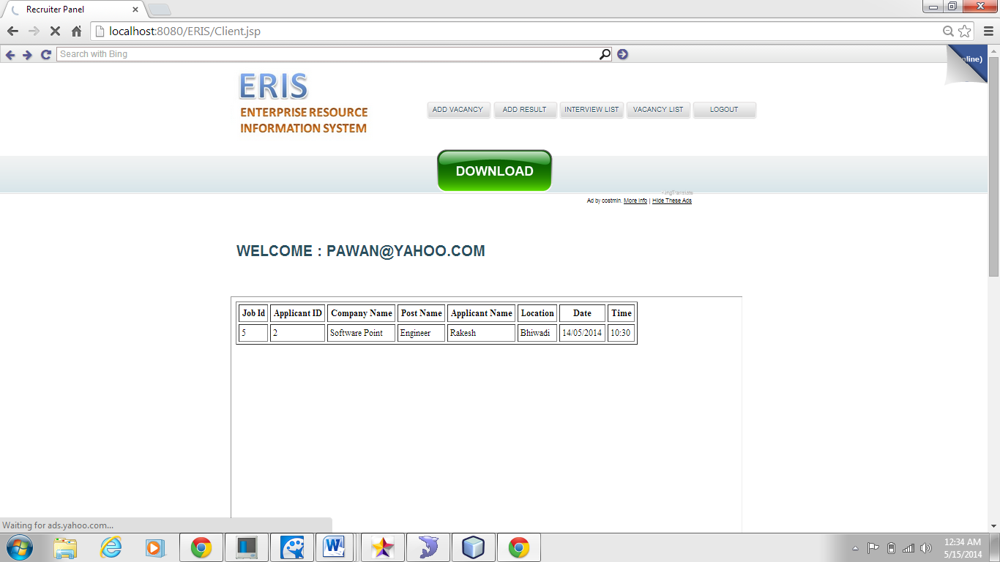 Recruiter Panel
localhost:8080/ERIS/Client.jsp
Search with Bing
line)
ERIS
ENTERPRISE RESOURCE
INFORMATION SYSTEM
ADD VACANCY ADD RESULT INTERVIEW LIST VACANCY LIST LOGOUT
DOWNLOAD
Ad by costmin. More Info | Hide These Ads
WELCOME : PAWAN@YAHOO.COM
Job Id Applicant ID Company Name Post Name Applicant Name Location Date Time
5 2 Software Point Engineer Rakesh Bhiwadi 14/05/2014 10:30
Waiting for ads.yahoo.com...
12:34 AM
5/15/2014